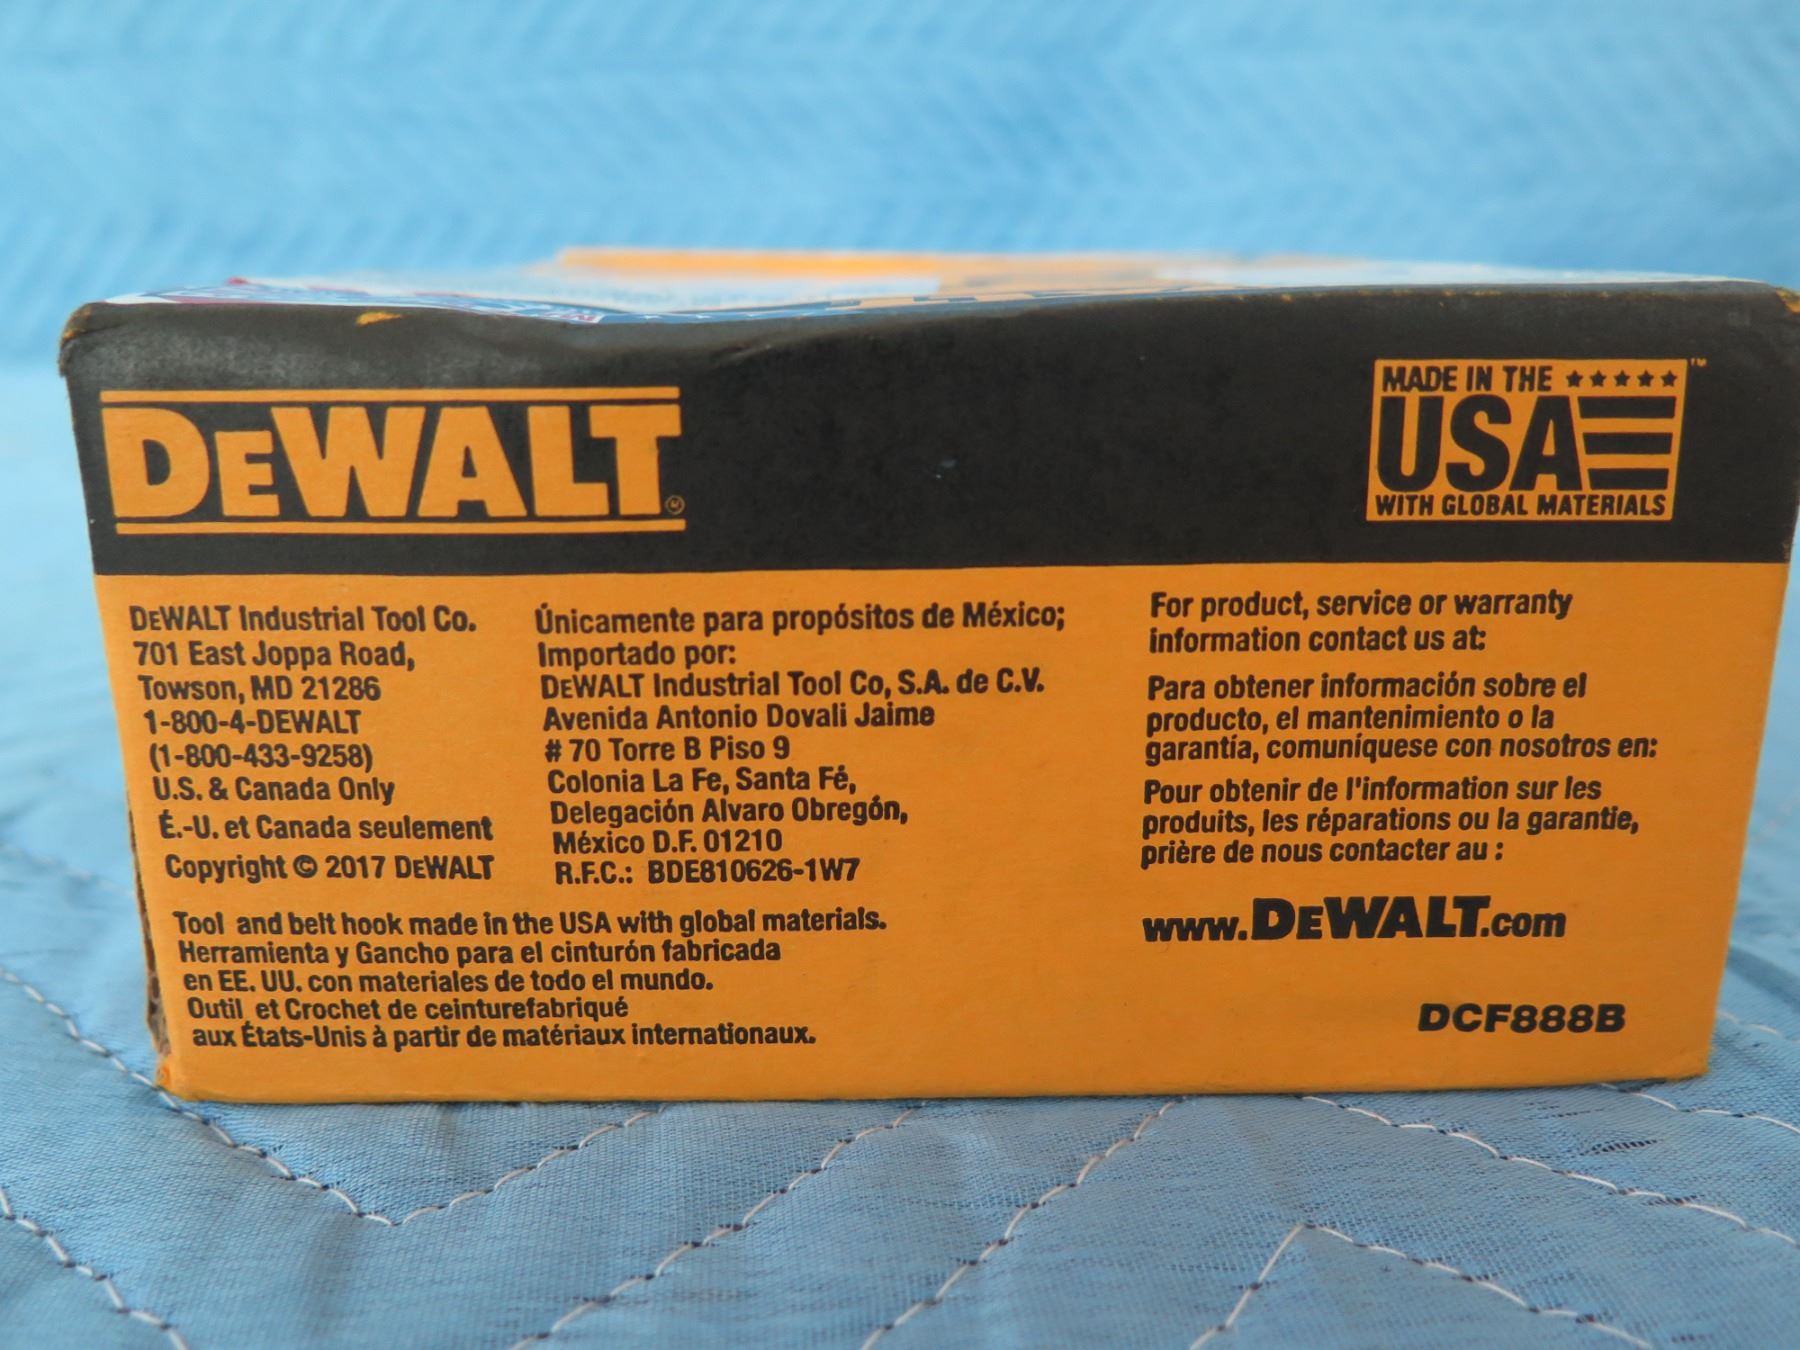 DEWALT®
MADE IN THE ★★★★★ ™
USA
WITH GLOBAL MATERIALS
DEWALT Industrial Tool Co.
701 East Joppa Road,
Towson, MD 21286
1-800-4-DEWALT
(1-800-433-9258)
U.S. & Canada Only
É.-U. et Canada seulement
Copyright © 2017 DEWALT
Únicamente para propósitos de México;
Importado por:
DEWALT Industrial Tool Co, S.A. de C.V.
Avenida Antonio Dovali Jaime
# 70 Torre B Piso 9
Colonia La Fe, Santa Fé,
Delegación Alvaro Obregón,
México D.F. 01210
R.F.C.: BDE810626-1W7
Tool and belt hook made in the USA with global materials.
Herramienta y Gancho para el cinturón fabricada
en EE. UU. con materiales de todo el mundo.
Outil et Crochet de ceinturefabriqué
aux États-Unis à partir de matériaux internationaux.
For product, service or warranty
information contact us at:
Para obtener información sobre el
producto, el mantenimiento o la
garantía, comuníquese con nosotros en:
Pour obtenir de l'information sur les
produits, les réparations ou la garantie,
prière de nous contacter au :
www.DEWALT.com
DCF888B